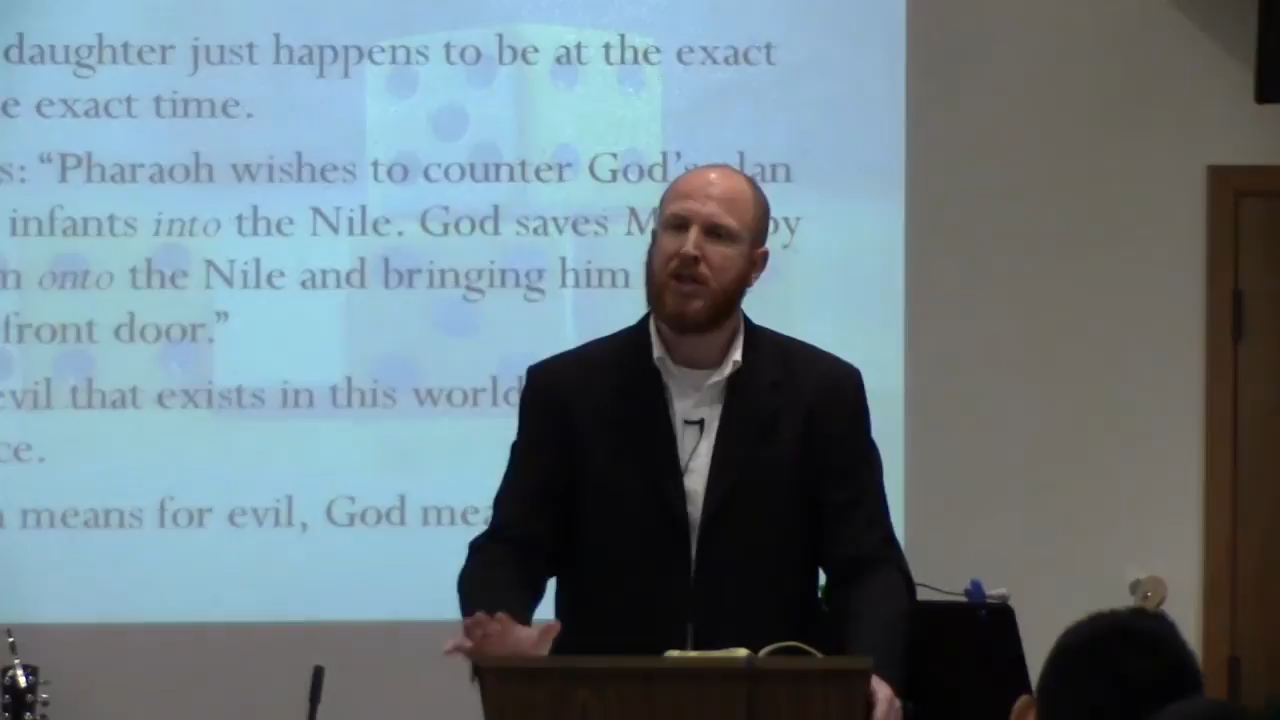 daughter just happens to be at the exact
e exact time.
s: “Pharaoh wishes to counter God’s plan
infants into the Nile. God saves M by
m onto the Nile and bringing him
front door.”
evil that exists in this world
ce.
means for evil, God mea